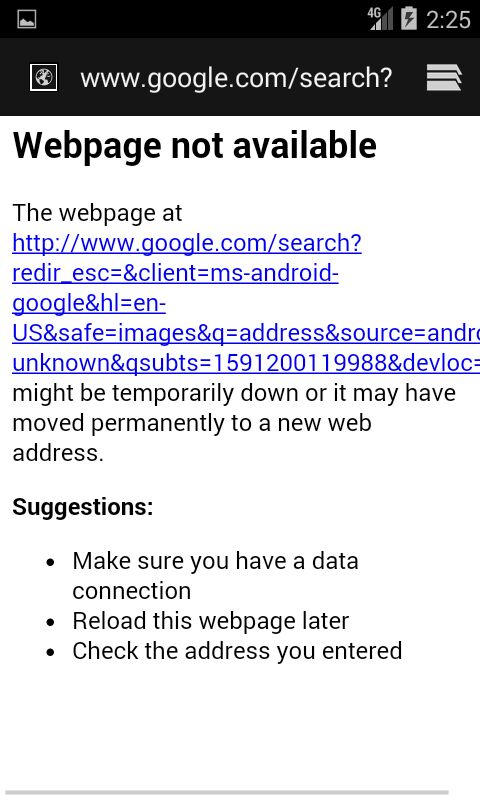 4G 2:25
www.google.com/search?
Webpage not available
The webpage at
http://www.google.com/search?
redir_esc=&client=ms-android-
google&hl=en-
US&safe=images&q=address&source=andro
unknown&qsubts=1591200119988&devloc=
might be temporarily down or it may have
moved permanently to a new web
address.
Suggestions:
• Make sure you have a data
connection
• Reload this webpage later
• Check the address you entered